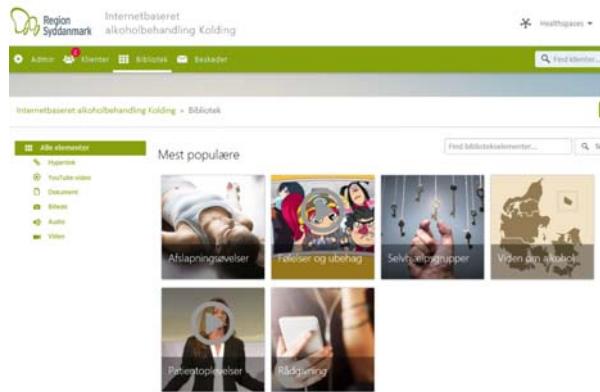 Region
Syddanmark
Internetbaseret
alkoholbehandling Kolding
Healthspaces
Admin Klienter Bibliotek Beskeder
Find klienter...
Internetbaseret alkoholbehandling Kolding » Bibliotek
Alle elementer
Hyperlink
YouTube-video
Dokument
Billede
Audio
Video
Mest populære
Find bibliotekselementer...
Afslapningsøvelser
Følelser og ubehag
Selvhjælpsgrupper
Viden om alkohol
Patientoplevelser
Rådgivning